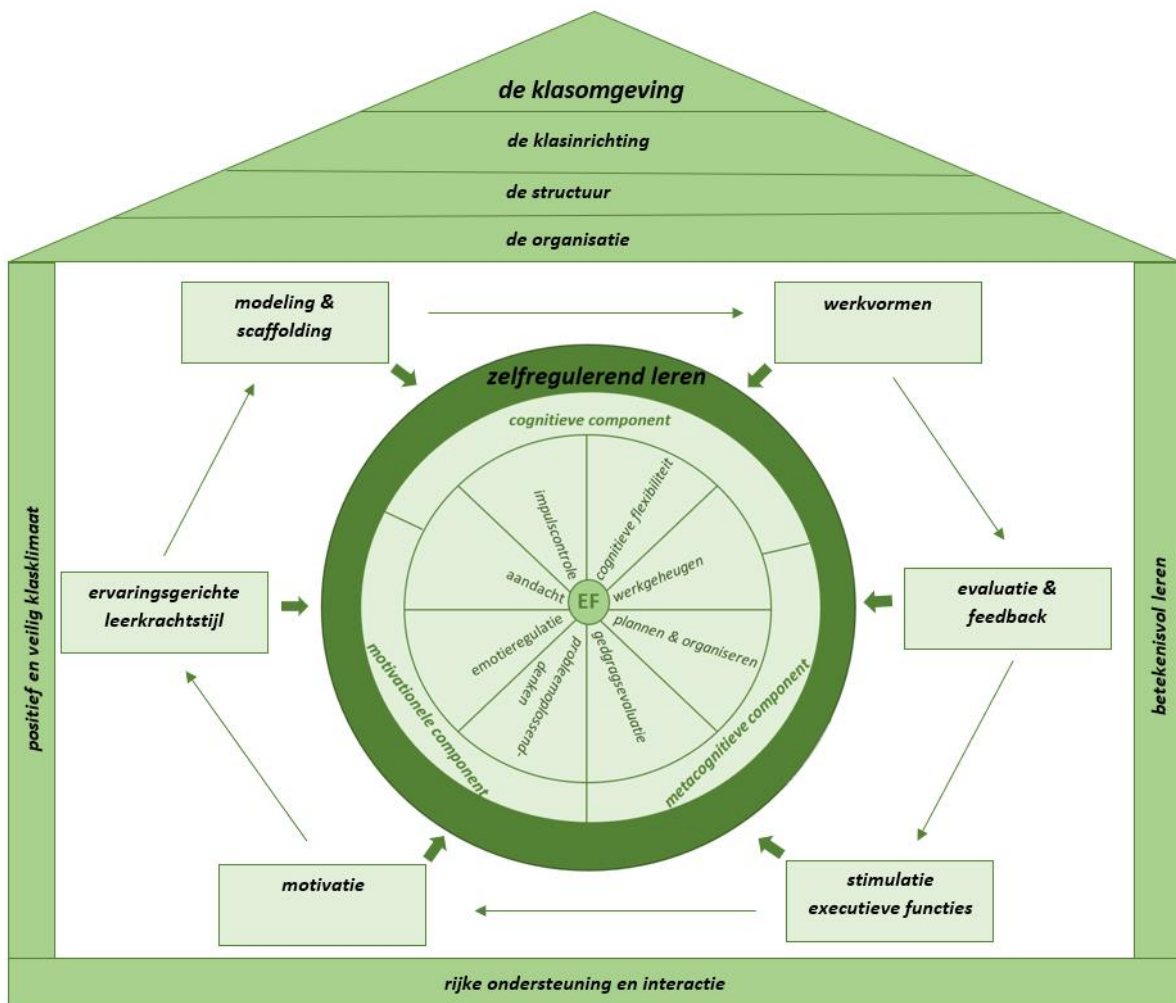 de klasomgeving
de klasinrichting
de structuur
de organisatie
modeling &
scaffolding
werkvormen
zelfregulerend leren
cognitieve component
impulscontrole
cognitieve flexibiliteit
aandacht
werkgeheugen
EF
emotieregulatie
plannen & organiseren
probleemoplossend-
denken
gedgragsevaluatie
motivationele component
metacognitieve component
positief en veilig klasklimaat
ervaringsgerichte
leerkrachtstijl
evaluatie &
feedback
betekenisvol leren
motivatie
stimulatie
executieve functies
rijke ondersteuning en interactie